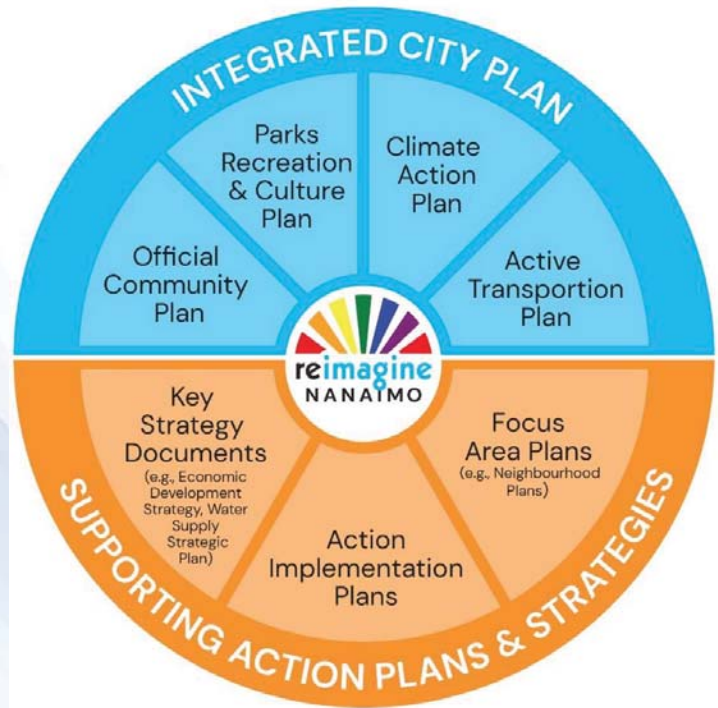 INTEGRATED CITY PLAN
Parks
Recreation
& Culture
Plan
Climate
Action
Plan
Official
Community
Plan
Active
Transportion
Plan
reimagine
NANAIMO
Key
Strategy
Documents
(e.g., Economic
Development
Strategy, Water
Supply
Strategic
Plan)
Focus
Area Plans
(e.g., Neighbourhood
Plans)
Action
Implementation
Plans
SUPPORTING ACTION PLANS & STRATEGIES